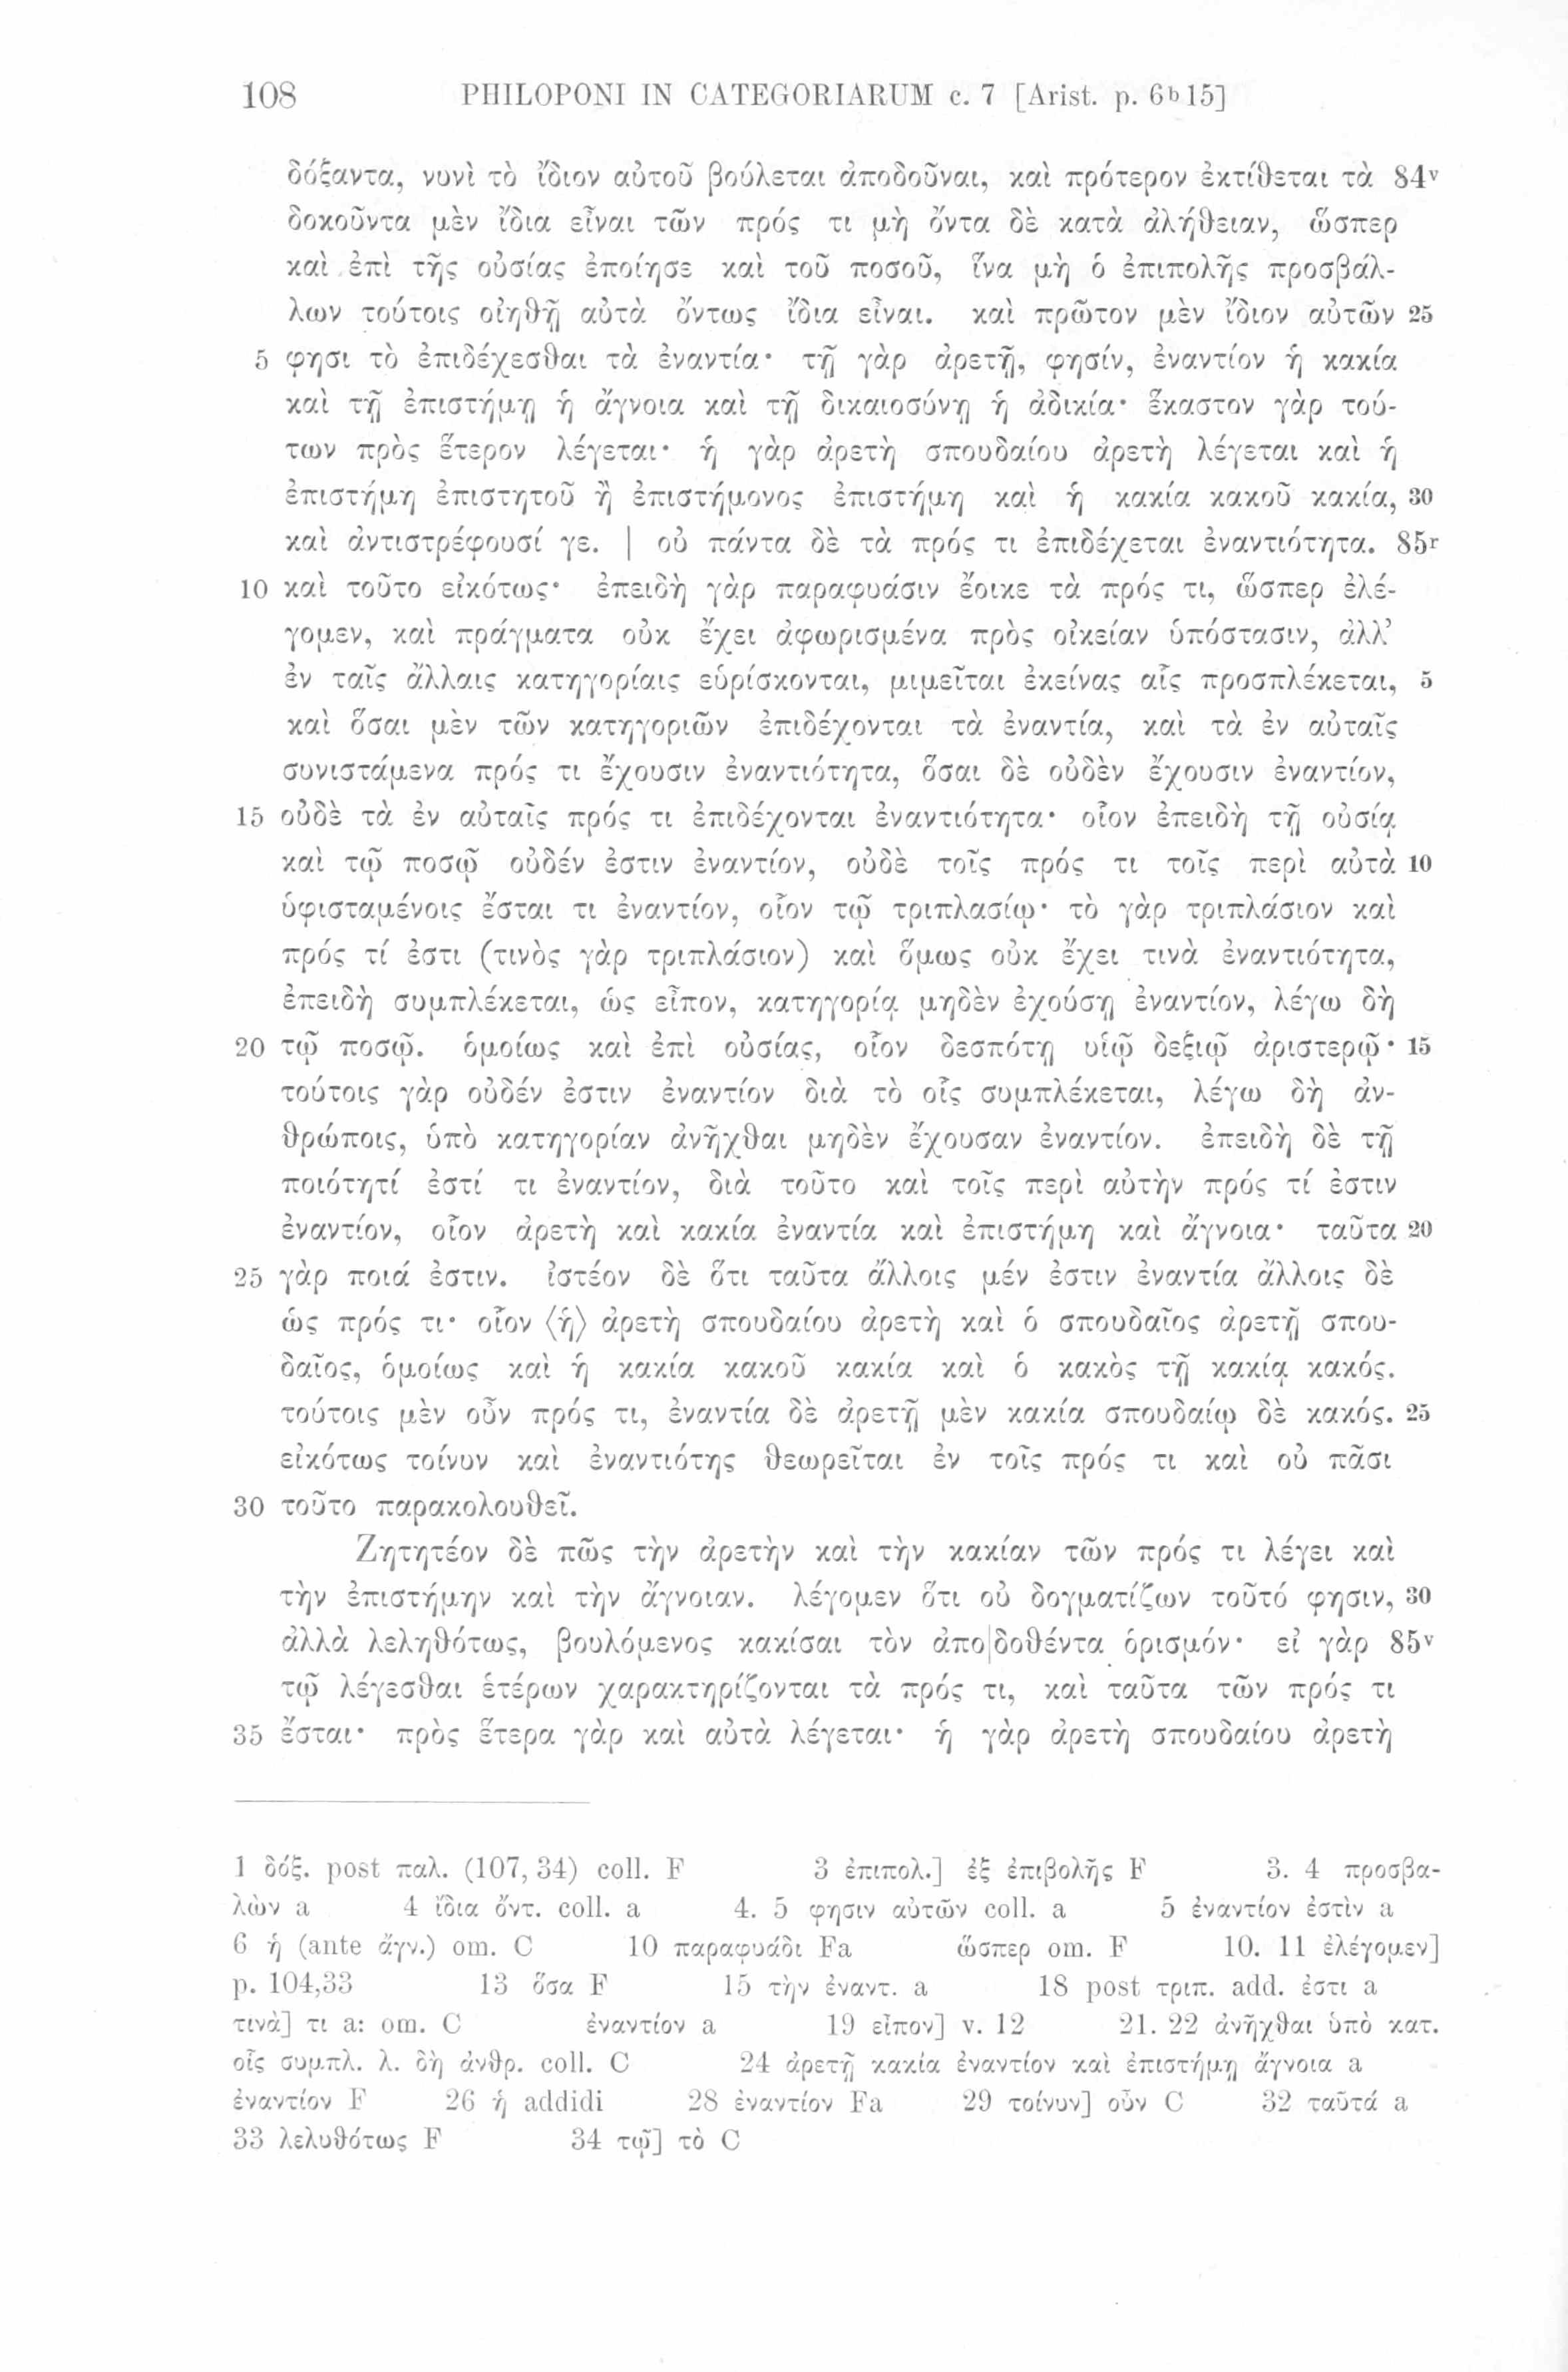 108 PHILOPONI IN CATEGORIARUM c. 7 [Arist. p. 6b15]
δόξαντα, νυνὶ τὸ ἴδιον αὐτοῦ βούλεται ἀποδοῦναι, καὶ πρότερον ἐκτίθεται τὰ 84v
δοκοῦντα μὲν ἴδια εἶναι τῶν πρός τι μὴ ὄντα δὲ κατὰ ἀλήθειαν, ὥσπερ
καὶ ἐπὶ τῆς οὐσίας ἐποίησε καὶ τοῦ ποσοῦ, ἵνα μὴ ὁ ἐπιπολῆς προσβάλ-
λων τούτοις οἰηθῇ αὐτὰ ὄντως ἴδια εἶναι. καὶ πρῶτον μὲν ἴδιον αὐτῶν 25
5 φησι τὸ ἐπιδέχεσθαι τὰ ἐναντία· τῇ γὰρ ἀρετῇ, φησίν, ἐναντίον ἡ κακία
καὶ τῇ ἐπιστήμῃ ἡ ἄγνοια καὶ τῇ δικαιοσύνῃ ἡ ἀδικία· ἕκαστον γὰρ τού-
των πρὸς ἕτερον λέγεται· ἡ γὰρ ἀρετὴ σπουδαίου ἀρετὴ λέγεται καὶ ἡ
ἐπιστήμη ἐπιστητοῦ ἢ ἐπιστήμονος ἐπιστήμη καὶ ἡ κακία κακοῦ κακία, 30
καὶ ἀντιστρέφουσί γε. | οὐ πάντα δὲ τὰ πρός τι ἐπιδέχεται ἐναντιότητα. 85r
10 καὶ τοῦτο εἰκότως· ἐπειδὴ γὰρ παραφυάσιν ἔοικε τὰ πρός τι, ὥσπερ ἐλέ-
γομεν, καὶ πράγματα οὐκ ἔχει ἀφωρισμένα πρὸς οἰκείαν ὑπόστασιν, ἀλλ’
ἐν ταῖς ἄλλαις κατηγορίαις εὑρίσκονται, μιμεῖται ἐκείνας αἷς προσπλέκεται, 5
καὶ ὅσαι μὲν τῶν κατηγοριῶν ἐπιδέχονται τὰ ἐναντία, καὶ τὰ ἐν αὐταῖς
συνιστάμενα πρός τι ἔχουσιν ἐναντιότητα, ὅσαι δὲ οὐδὲν ἔχουσιν ἐναντίον,
15 οὐδὲ τὰ ἐν αὐταῖς πρός τι ἐπιδέχονται ἐναντιότητα· οἷον ἐπειδὴ τῇ οὐσίᾳ
καὶ τῷ ποσῷ οὐδέν ἐστιν ἐναντίον, οὐδὲ τοῖς πρός τι τοῖς περὶ αὐτὰ 10
ὑφισταμένοις ἔσται τι ἐναντίον, οἷον τῷ τριπλασίῳ· τὸ γὰρ τριπλάσιον καὶ
πρός τί ἐστι (τινὸς γὰρ τριπλάσιον) καὶ ὅμως οὐκ ἔχει τινὰ ἐναντιότητα,
ἐπειδὴ συμπλέκεται, ὡς εἶπον, κατηγορίᾳ μηδὲν ἐχούσῃ ἐναντίον, λέγω δὴ
20 τῷ ποσῷ. ὁμοίως καὶ ἐπὶ οὐσίας, οἷον δεσπότῃ υἱῷ δεξιῷ ἀριστερῷ· 15
τούτοις γὰρ οὐδέν ἐστιν ἐναντίον διὰ τὸ οἷς συμπλέκεται, λέγω δὴ ἀν-
θρώποις, ὑπὸ κατηγορίαν ἀνῆχθαι μηδὲν ἔχουσαν ἐναντίον. ἐπειδὴ δὲ τῇ
ποιότητί ἐστί τι ἐναντίον, διὰ τοῦτο καὶ τοῖς περὶ αὐτὴν πρός τί ἐστιν
ἐναντίον, οἷον ἀρετὴ καὶ κακία ἐναντία καὶ ἐπιστήμη καὶ ἄγνοια· ταῦτα 20
25 γὰρ ποιά ἐστιν. ἰστέον δὲ ὅτι ταῦτα ἄλλοις μέν ἐστιν ἐναντία ἄλλοις δὲ
ὡς πρός τι· οἷον ⟨ἡ⟩ ἀρετὴ σπουδαίου ἀρετὴ καὶ ὁ σπουδαῖος ἀρετῇ σπου-
δαῖος, ὁμοίως καὶ ἡ κακία κακοῦ κακία καὶ ὁ κακὸς τῇ κακίᾳ κακός.
τούτοις μὲν οὖν πρός τι, ἐναντία δὲ ἀρετῇ μὲν κακία σπουδαίῳ δὲ κακός. 25
εἰκότως τοίνυν καὶ ἐναντιότης θεωρεῖται ἐν τοῖς πρός τι καὶ οὐ πᾶσι
30 τοῦτο παρακολουθεῖ.
Ζητητέον δὲ πῶς τὴν ἀρετὴν καὶ τὴν κακίαν τῶν πρός τι λέγει καὶ
τὴν ἐπιστήμην καὶ τὴν ἄγνοιαν. λέγομεν ὅτι οὐ δογματίζων τοῦτό φησιν, 30
ἀλλὰ λεληθότως, βουλόμενος κακίσαι τὸν ἀπο|δοθέντα ὁρισμόν· εἰ γὰρ 85v
τῷ λέγεσθαι ἑτέρων χαρακτηρίζονται τὰ πρός τι, καὶ ταῦτα τῶν πρός τι
35 ἔσται· πρὸς ἕτερα γὰρ καὶ αὐτὰ λέγεται· ἡ γὰρ ἀρετὴ σπουδαίου ἀρετὴ
1 δόξ. post παλ. (107, 34) coll. F 3 ἐπιπολ.] ἐξ ἐπιβολῆς F 3. 4 προσβα-
λὼν a 4 ἴδια ὄντ. coll. a 4. 5 φησιν αὐτῶν coll. a 5 ἐναντίον ἐστὶν a
6 ἡ (ante ἄγν.) om. C 10 παραφυάδι Fa ὥσπερ om. F 10. 11 ἐλέγομεν]
p. 104,33 13 ὅσα F 15 τὴν ἐναντ. a 18 post τριπ. add. ἐστι a
τινὰ] τι a: om. C ἐναντίον a 19 εἶπον] v. 12 21. 22 ἀνῆχθαι ὑπὸ κατ.
οἷς συμπλ. λ. δὴ ἀνθρ. coll. C 24 ἀρετῇ κακία ἐναντίον καὶ ἐπιστήμῃ ἄγνοια a
ἐναντίον F 26 ἡ addidi 28 ἐναντίον Fa 29 τοίνυν] οὖν C 32 ταῦτά a
33 λελυθότως F 34 τῷ] τὸ C